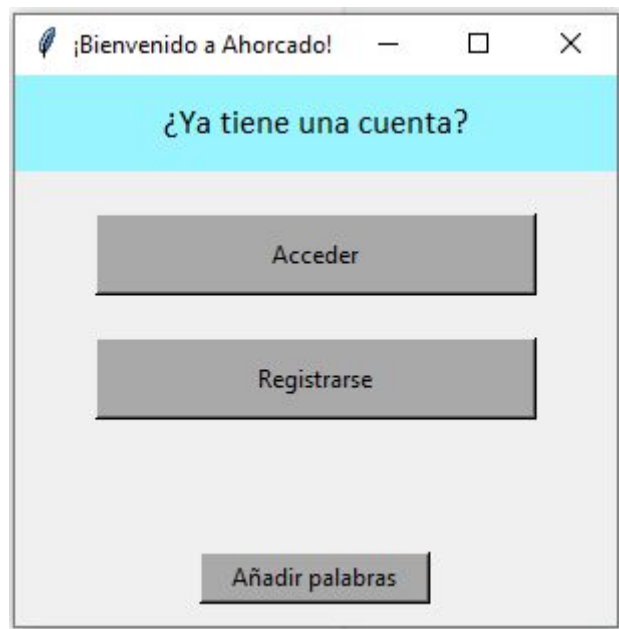 ¡Bienvenido a Ahorcado!
¿Ya tiene una cuenta?
Acceder
Registrarse
Añadir palabras